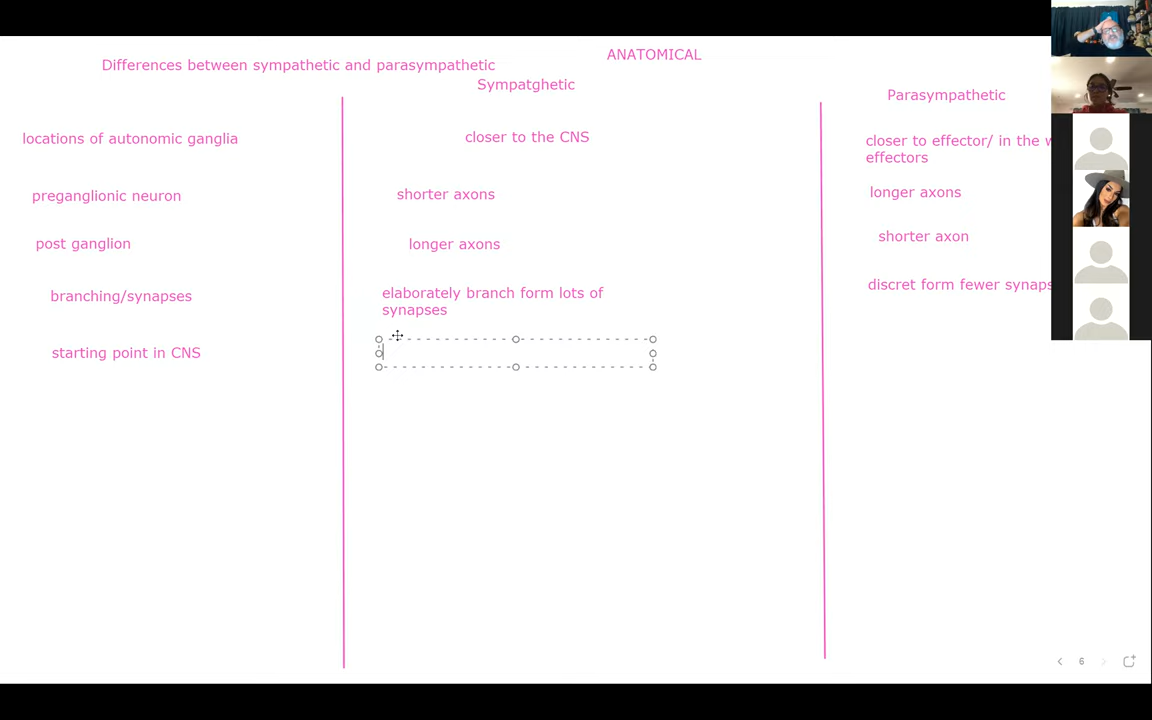 ANATOMICAL
Differences between sympathetic and parasympathetic
Sympatghetic
Parasympathetic
locations of autonomic ganglia
closer to the CNS
closer to effector/ in the
effectors
preganglionic neuron
shorter axons
longer axons
post ganglion
longer axons
shorter axon
branching/synapses
elaborately branch form lots of
synapses
discret form fewer
starting point in CNS
6